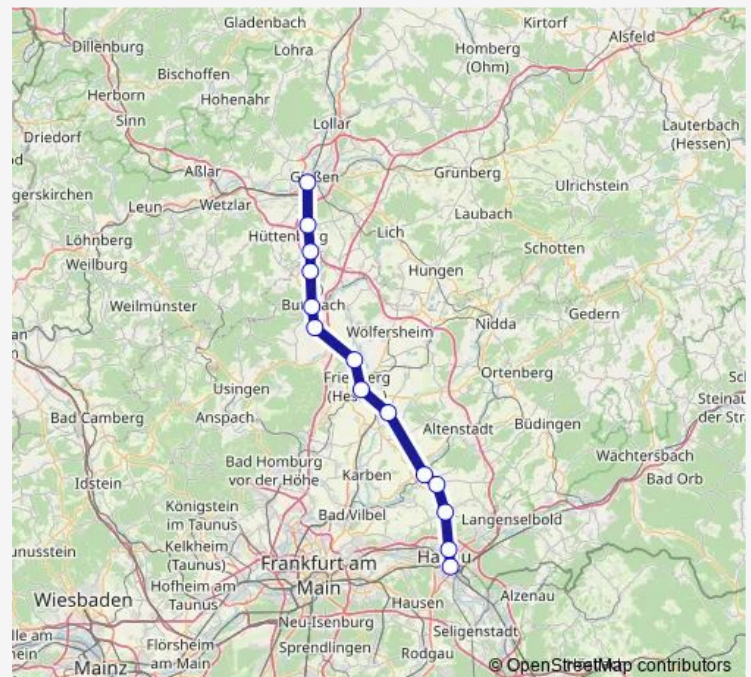 Gladenbach
Kirtorf
Dillenburg
Lohra
Homberg
(Ohm)
Alsfeld
Bischoffen
Herborn
Hohenahr
Sinn
Lollar
Driedorf
Lauterbach
(Hessen)
Aßlar
Grünberg
Ulrichstein
Leun
Wetzlar
Laubach
Löhnberg
Lich
Schotten
Weilburg
Hungen
Weilmünster
Gedern
Wölfersheim
Nidda
Ortenberg
Usingen
Bad Camberg
Anspach
Altenstadt
Büdingen
Steinau
der Str
Wächtersbach
Bad Orb
Idstein
Bad Homburg
vor der Höhe
Karben
Königstein
im Taunus
Bad Vilbel
Langenselbold
Kelkheim
(Taunus)
Frankfurt am
Main
Hofheim am
Taunus
Wiesbaden
Hausen
Alzenau
Neu-Isenburg
Seligenstadt
Flörsheim
am Main
Sprendlingen
Rodgau
Mainz
© OpenStreetMap contributors